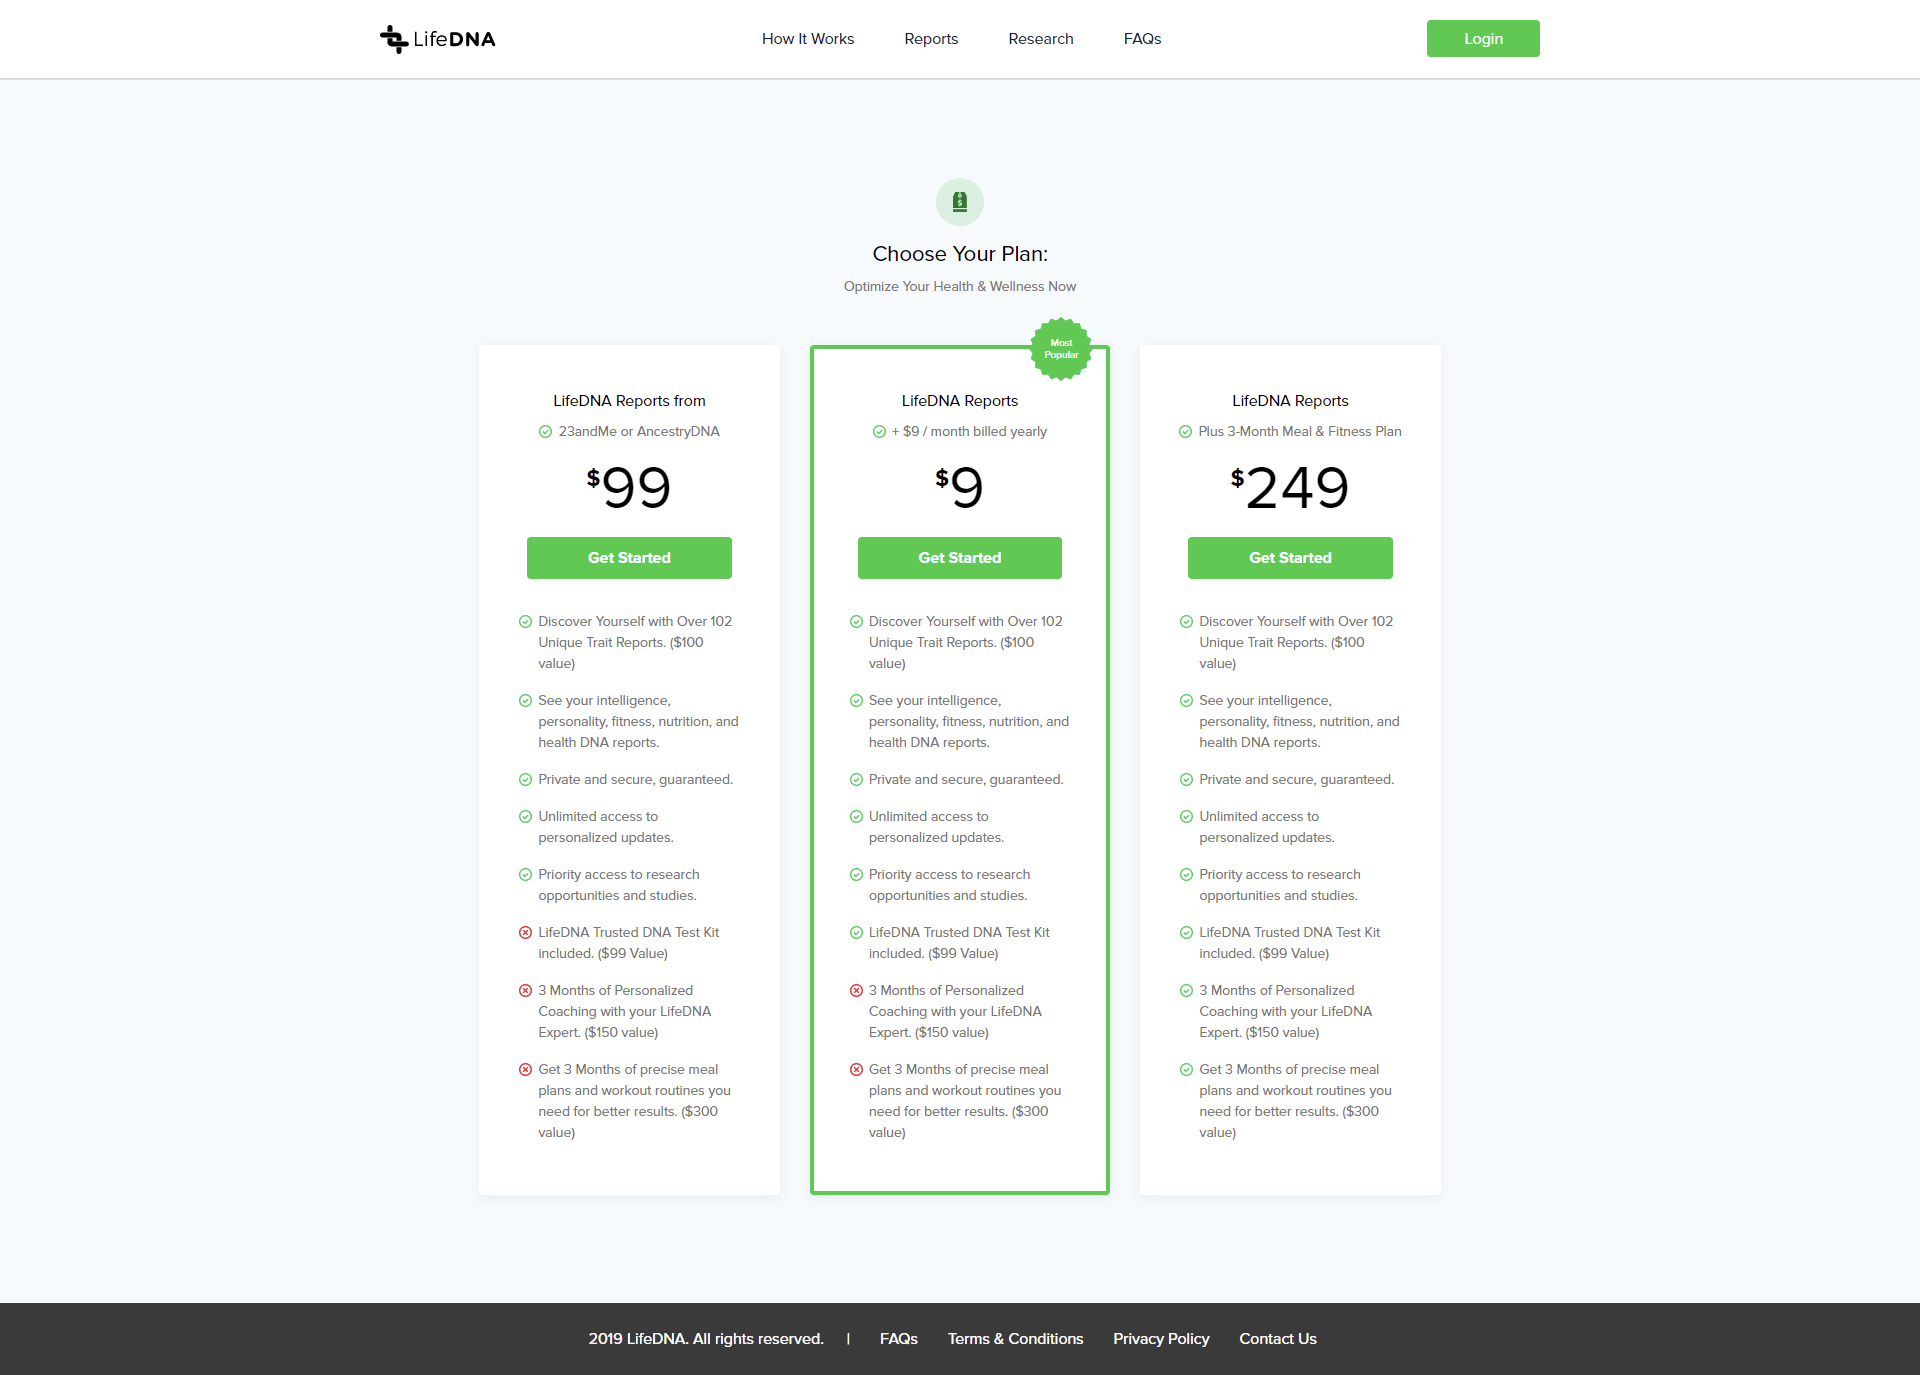 LifeDNA
How It Works
Reports
Research
FAQs
Login
Choose Your Plan:
Optimize Your Health & Wellness Now
LifeDNA Reports from
23andMe or AncestryDNA
$99
Get Started
Discover Yourself with Over 102
Unique Trait Reports. ($100
value)
See your intelligence,
personality, fitness, nutrition, and
health DNA reports.
Private and secure, guaranteed.
Unlimited access to
personalized updates.
Priority access to research
opportunities and studies.
LifeDNA Trusted DNA Test Kit
included. ($99 Value)
3 Months of Personalized
Coaching with your LifeDNA
Expert. ($150 value)
Get 3 Months of precise meal
plans and workout routines you
need for better results. ($300
value)
Most
Popular
LifeDNA Reports
+ $9 / month billed yearly
$9
Get Started
Discover Yourself with Over 102
Unique Trait Reports. ($100
value)
See your intelligence,
personality, fitness, nutrition, and
health DNA reports.
Private and secure, guaranteed.
Unlimited access to
personalized updates.
Priority access to research
opportunities and studies.
LifeDNA Trusted DNA Test Kit
included. ($99 Value)
3 Months of Personalized
Coaching with your LifeDNA
Expert. ($150 value)
Get 3 Months of precise meal
plans and workout routines you
need for better results. ($300
value)
LifeDNA Reports
Plus 3-Month Meal & Fitness Plan
$249
Get Started
Discover Yourself with Over 102
Unique Trait Reports. ($100
value)
See your intelligence,
personality, fitness, nutrition, and
health DNA reports.
Private and secure, guaranteed.
Unlimited access to
personalized updates.
Priority access to research
opportunities and studies.
LifeDNA Trusted DNA Test Kit
included. ($99 Value)
3 Months of Personalized
Coaching with your LifeDNA
Expert. ($150 value)
Get 3 Months of precise meal
plans and workout routines you
need for better results. ($300
value)
2019 LifeDNA. All rights reserved. | FAQs Terms & Conditions Privacy Policy Contact Us